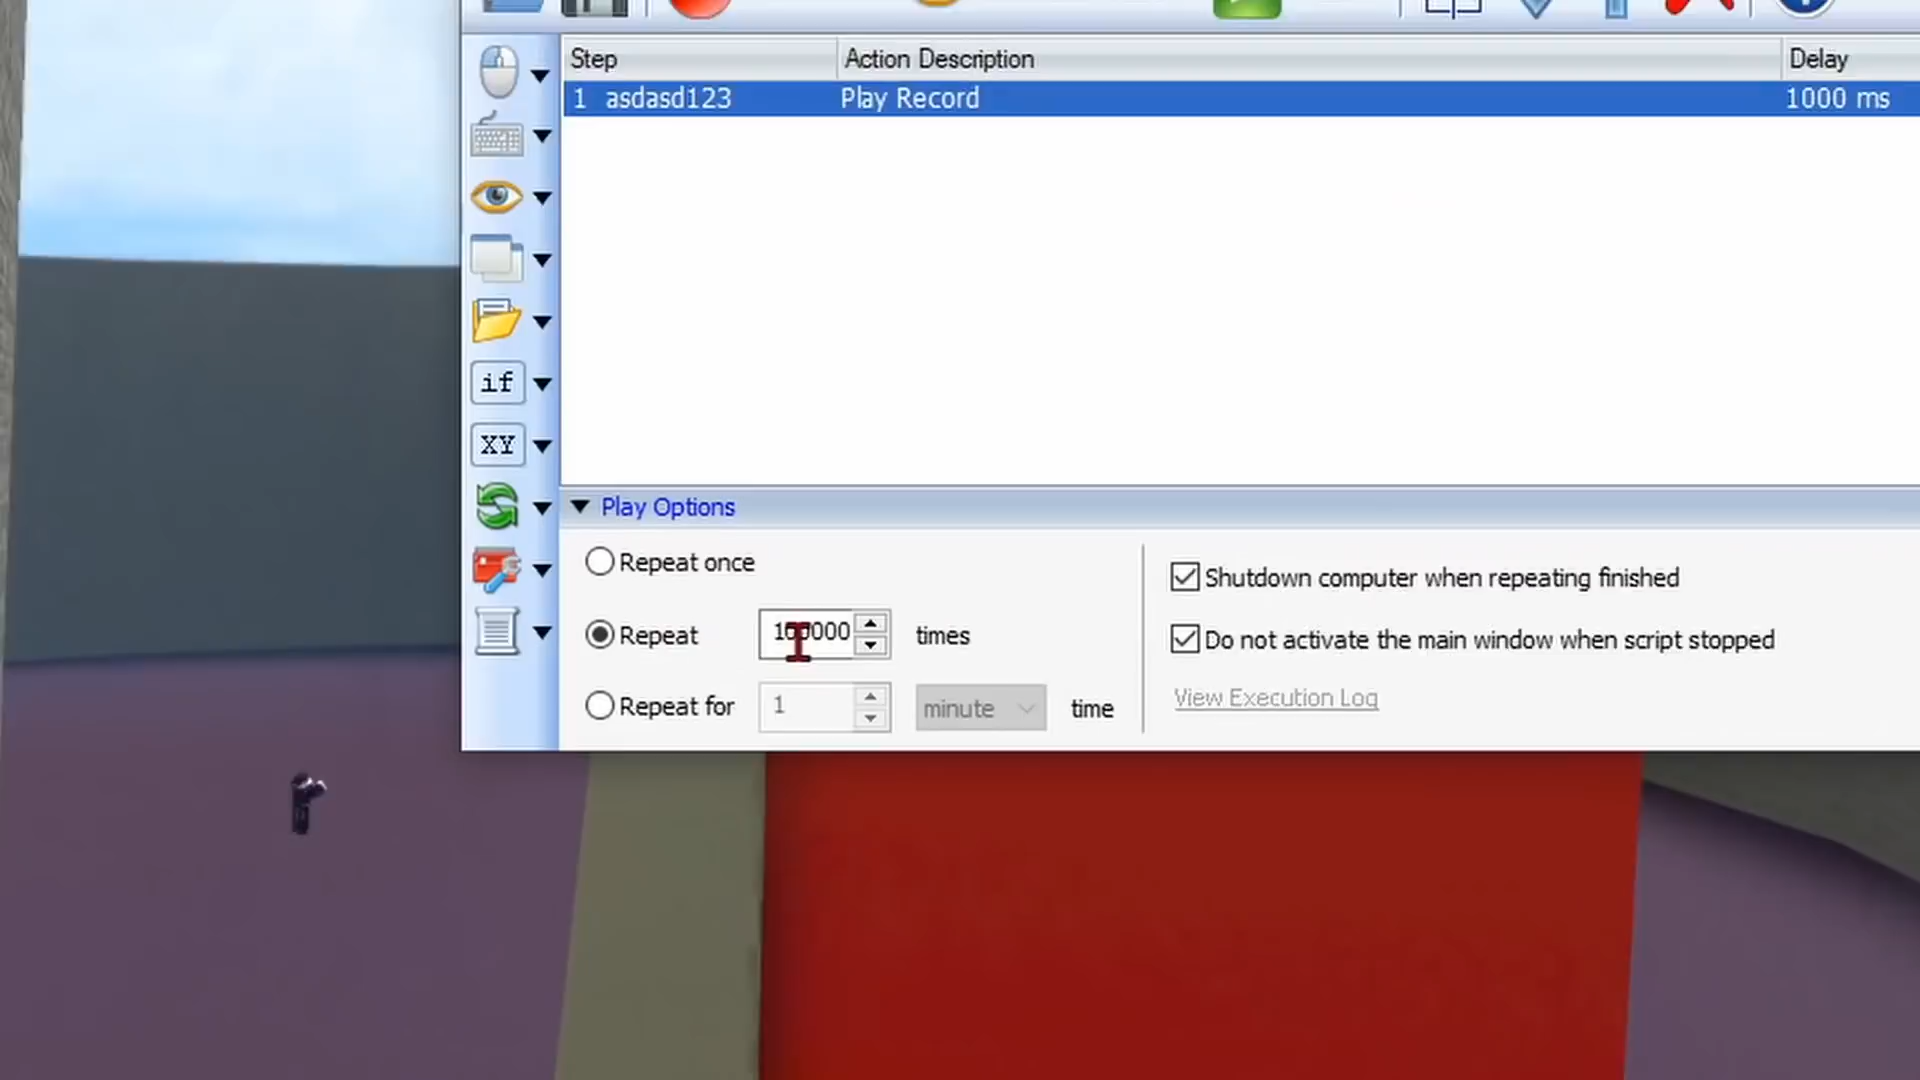 Step Action Description Delay
1 asdasd123 Play Record 1000 ms
if
XY
Play Options
Repeat once
Repeat 100000 times
Repeat for 1 minute time
Shutdown computer when repeating finished
Do not activate the main window when script stopped
View Execution Log